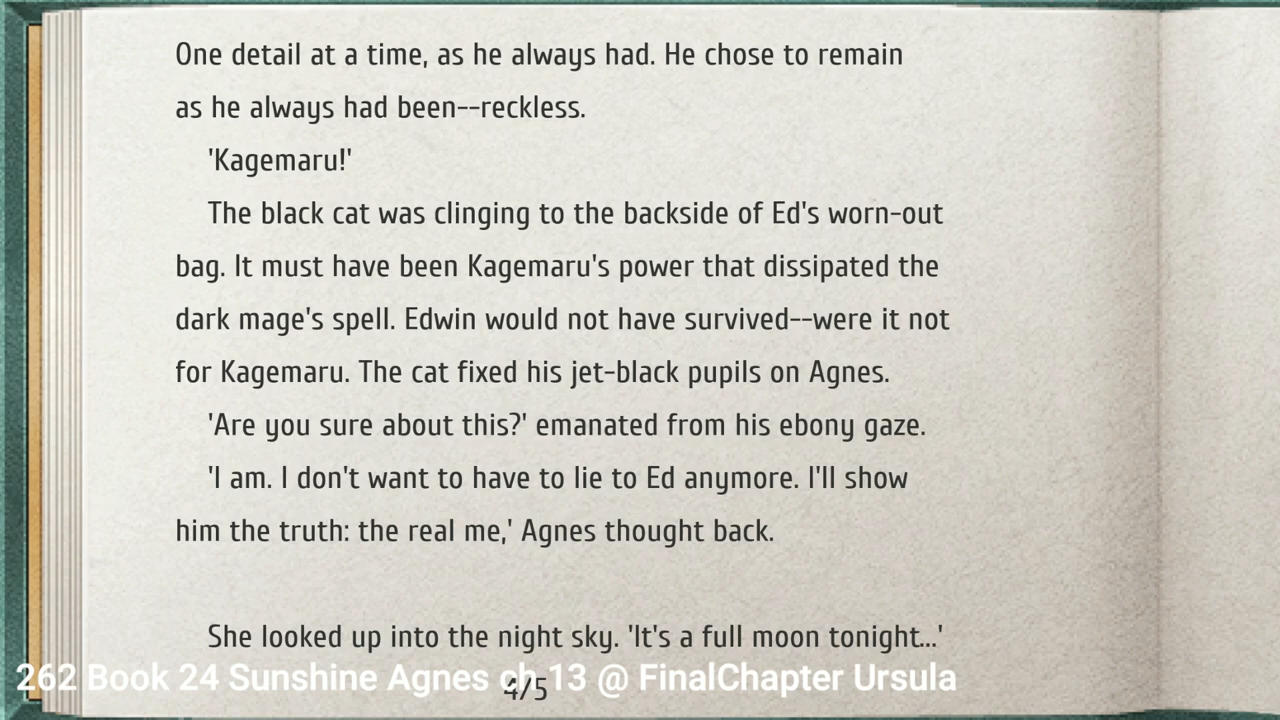 One detail at a time, as he always had. He chose to remain
as he always had been--reckless.
'Kagemaru!'
The black cat was clinging to the backside of Ed's worn-out
bag. It must have been Kagemaru's power that dissipated the
dark mage's spell. Edwin would not have survived--were it not
for Kagemaru. The cat fixed his jet-black pupils on Agnes.
'Are you sure about this?' emanated from his ebony gaze.
'I am. I don't want to have to lie to Ed anymore. I'll show
him the truth: the real me,' Agnes thought back.
She looked up into the night sky. 'It's a full moon tonight...'
262 Book 24 Sunshine Agnes ch 13 @ FinalChapter Ursula
4/5